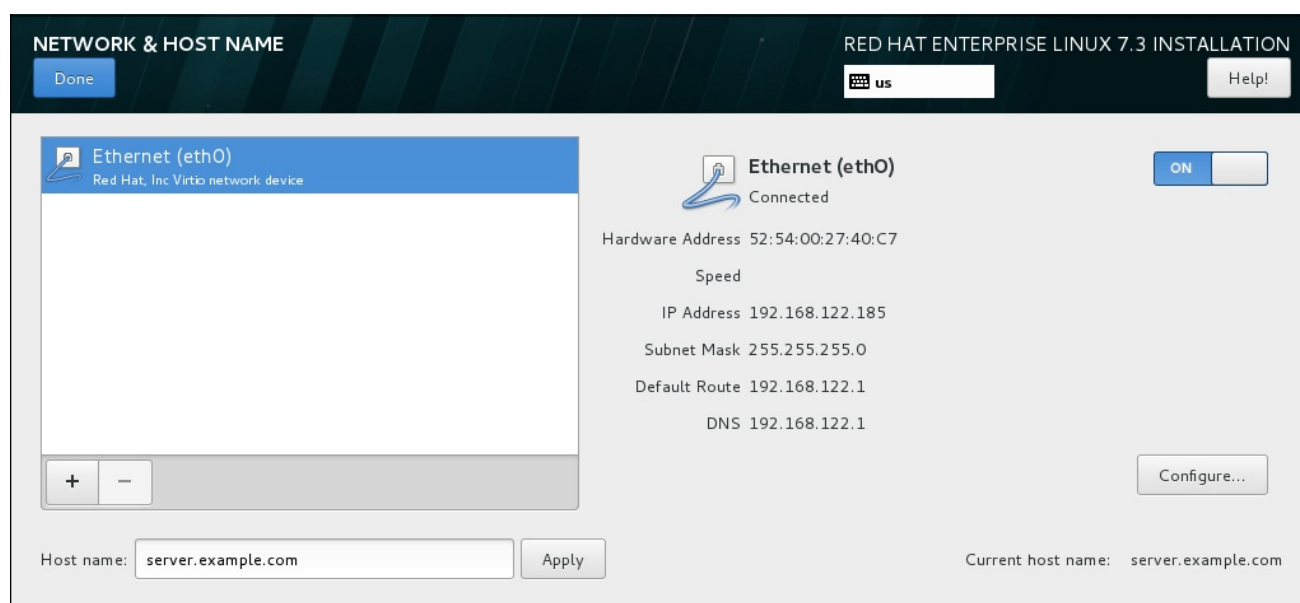 NETWORK & HOST NAME
RED HAT ENTERPRISE LINUX 7.3 INSTALLATION
Done
us
Help!
Ethernet (eth0)
Red Hat, Inc Virtio network device
Ethernet (eth0)
Connected
ON
Hardware Address 52:54:00:27:40:C7
Speed
IP Address 192.168.122.185
Subnet Mask 255.255.255.0
Default Route 192.168.122.1
DNS 192.168.122.1
+ −
Configure...
Host name: server.example.com Apply
Current host name: server.example.com